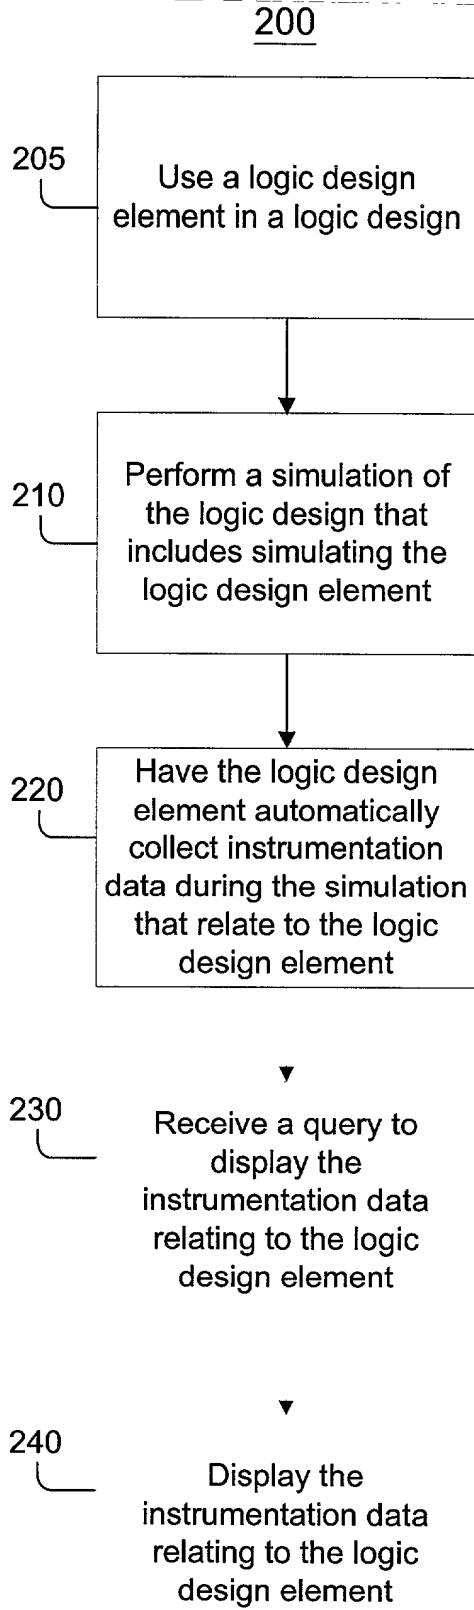 200
205
Use a logic design
element in a logic design
210
Perform a simulation of
the logic design that
includes simulating the
logic design element
220
Have the logic design
element automatically
collect instrumentation
data during the simulation
that relate to the logic
design element
230
Receive a query to
display the
instrumentation data
relating to the logic
design element
240
Display the
instrumentation data
relating to the logic
design element